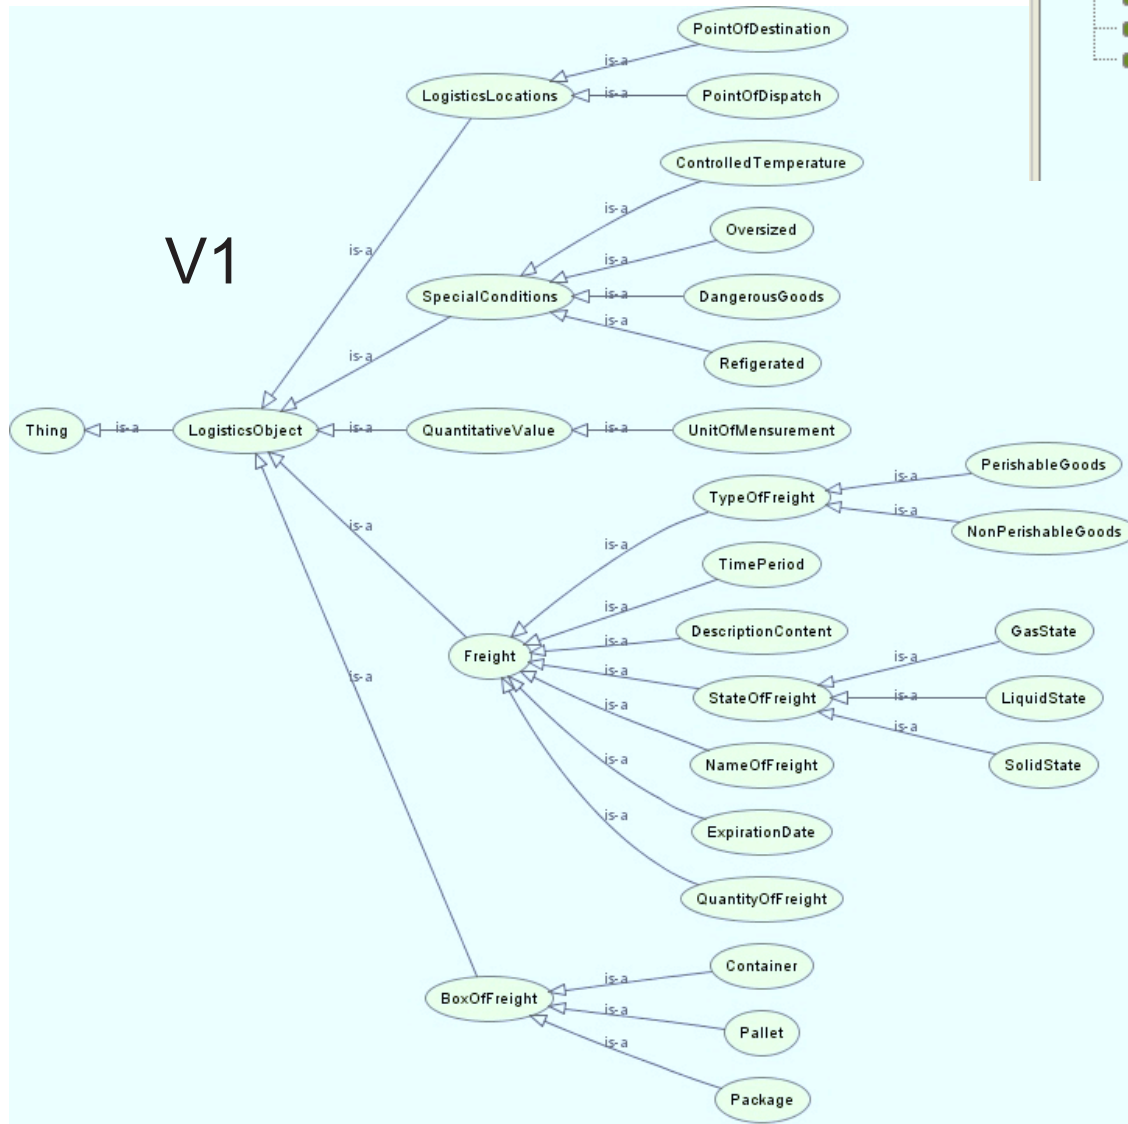 PointOfDestination
is-a
LogisticsLocations
is-a
PointOfDispatch
ControlledTemperature
is-a
Oversized
V1
is-a
is-a
SpecialConditions
is-a
DangerousGoods
is-a
is-a
Refigerated
Thing
is-a
LogisticsObject
is-a
QuantitativeValue
is-a
UnitOfMensurement
PerishableGoods
is-a
TypeOfFreight
is-a
is-a
is-a
NonPerishableGoods
TimePeriod
is-a
DescriptionContent
is-a
GasState
Freight
is-a
is-a
is-a
StateOfFreight
is-a
LiquidState
is-a
is-a
NameOfFreight
SolidState
is-a
ExpirationDate
is-a
QuantityOfFreight
Container
is-a
BoxOfFreight
is-a
Pallet
is-a
Package